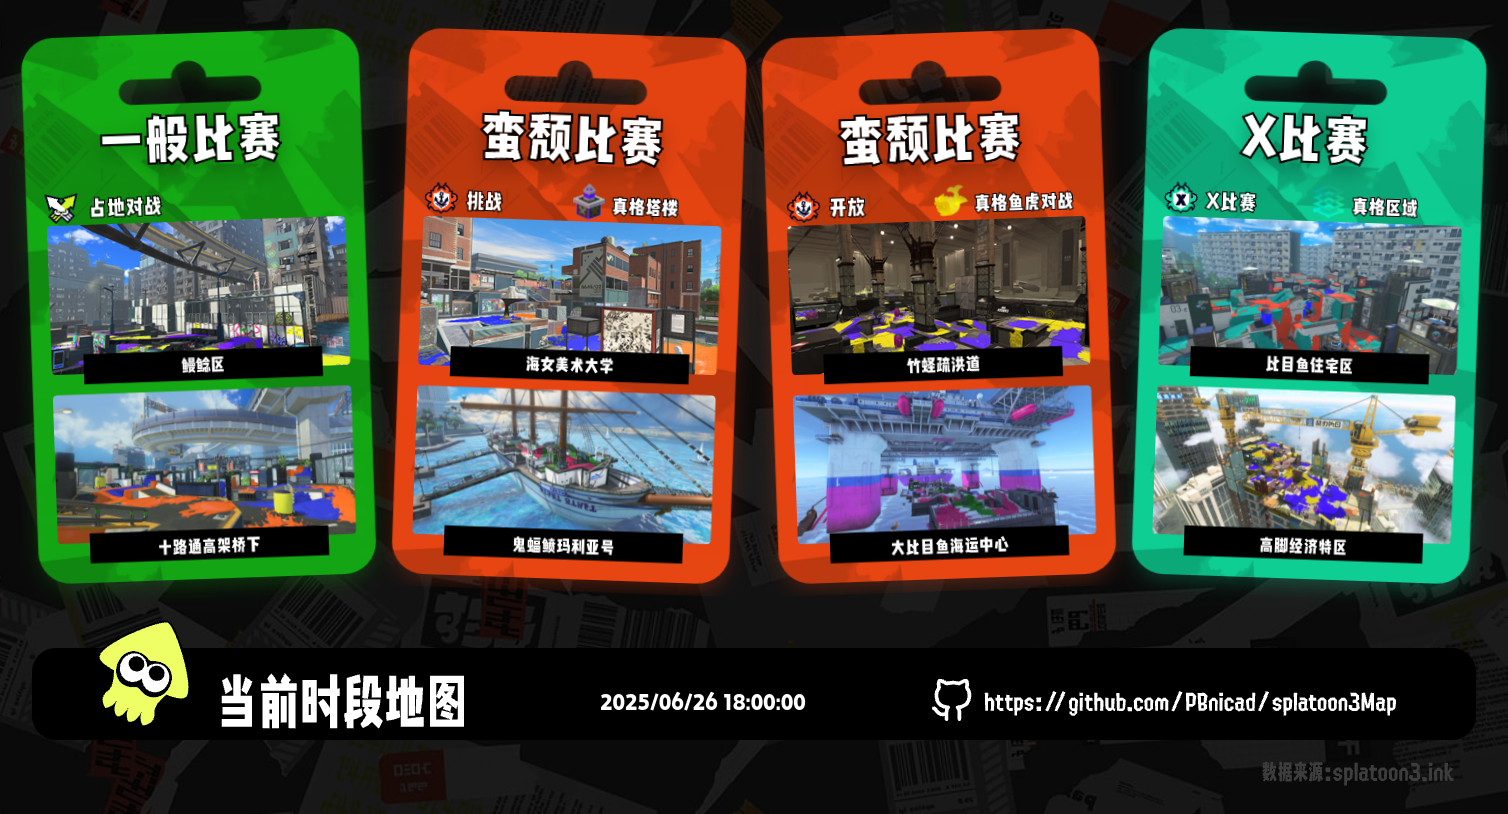 一般比赛
占地对战
鳗鲶区
十路通高架桥下
蛮颓比赛
挑战
真格塔楼
海女美术大学
鬼蝠鲼玛利亚号
蛮颓比赛
开放
真格鱼虎对战
竹蛏疏洪道
大比目鱼海运中心
X比赛
X比赛
真格区域
比目鱼住宅区
高脚经济特区
当前时段地图
2025/06/26 18:00:00
https://github.com/PBnicad/splatoon3Map
数据来源:splatoon3.ink